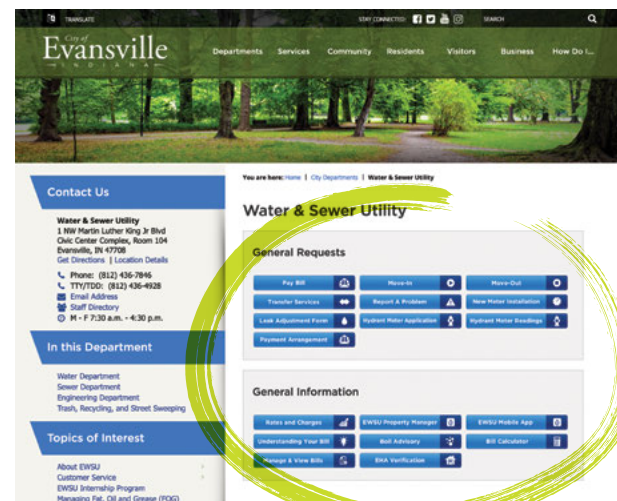 TRANSLATE
STAY CONNECTED:
SEARCH
City of
Evansville
INDIANA
Departments Services Community Residents Visitors Business How Do I...
You are here: Home | City Departments | Water & Sewer Utility
Contact Us
Water & Sewer Utility
1 NW Martin Luther King Jr Blvd
Civic Center Complex, Room 104
Evansville, IN 47708
Get Directions | Location Details
Phone: (812) 436-7846
TTY/TDD: (812) 436-4928
Email Address
Staff Directory
M - F 7:30 a.m. - 4:30 p.m.
In this Department
Water Department
Sewer Department
Engineering Department
Trash, Recycling, and Street Sweeping
Topics of Interest
About EWSU
Customer Service
EWSU Internship Program
Managing Fat, Oil and Grease (FOG)
Water & Sewer Utility
General Requests
Pay Bill
Move-In
Move-Out
Transfer Services
Report A Problem
New Meter Installation
Leak Adjustment Form
Hydrant Meter Application
Hydrant Meter Readings
Payment Arrangement
General Information
Rates and Charges
EWSU Property Manager
EWSU Mobile App
Understanding Your Bill
Boil Advisory
Bill Calculator
Manage & View Bills
EHA Verification